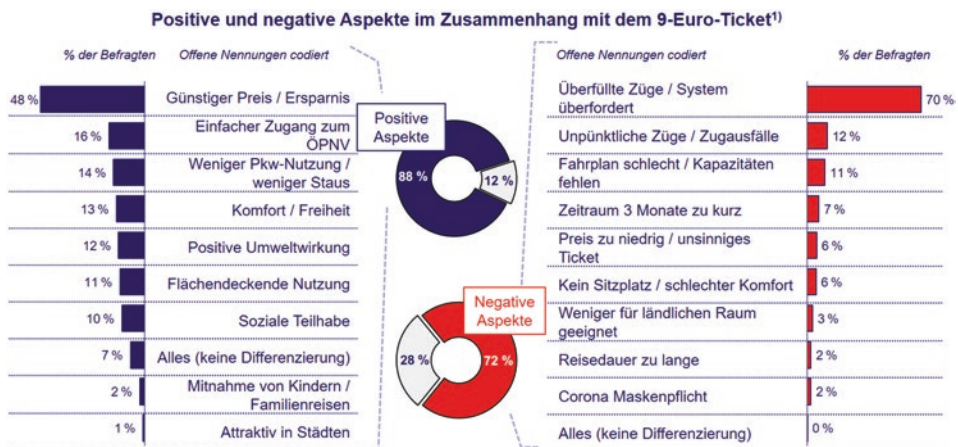 Positive und negative Aspekte im Zusammenhang mit dem 9-Euro-Ticket1)
% der Befragten
Offene Nennungen codiert
48 %
Günstiger Preis / Ersparnis
16 %
Einfacher Zugang zum
ÖPNV
14 %
Weniger Pkw-Nutzung /
weniger Staus
13 %
Komfort / Freiheit
12 %
Positive Umweltwirkung
11 %
Flächendeckende Nutzung
10 %
Soziale Teilhabe
7 %
Alles (keine Differenzierung)
2 %
Mitnahme von Kindern /
Familienreisen
1 %
Attraktiv in Städten
Positive
Aspekte
88 %
12 %
Negative
Aspekte
28 %
72 %
Offene Nennungen codiert
% der Befragten
Überfüllte Züge / System
überfordert
70 %
Unpünktliche Züge / Zugausfälle
12 %
Fahrplan schlecht / Kapazitäten
fehlen
11 %
Zeitraum 3 Monate zu kurz
7 %
Preis zu niedrig / unsinniges
Ticket
6 %
Kein Sitzplatz / schlechter Komfort
6 %
Weniger für ländlichen Raum
geeignet
3 %
Reisedauer zu lange
2 %
Corona Maskenpflicht
2 %
Alles (keine Differenzierung)
0 %